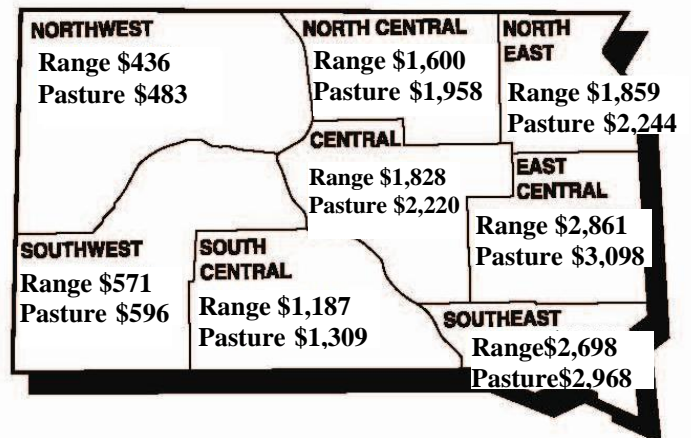 NORTHWEST
Range $436
Pasture $483
NORTH CENTRAL
Range $1,600
Pasture $1,958
NORTH
EAST
Range $1,859
Pasture $2,244
CENTRAL
Range $1,828
Pasture $2,220
EAST
CENTRAL
Range $2,861
Pasture $3,098
SOUTHWEST
Range $571
Pasture $596
SOUTH
CENTRAL
Range $1,187
Pasture $1,309
SOUTHEAST
Range$2,698
Pasture$2,968